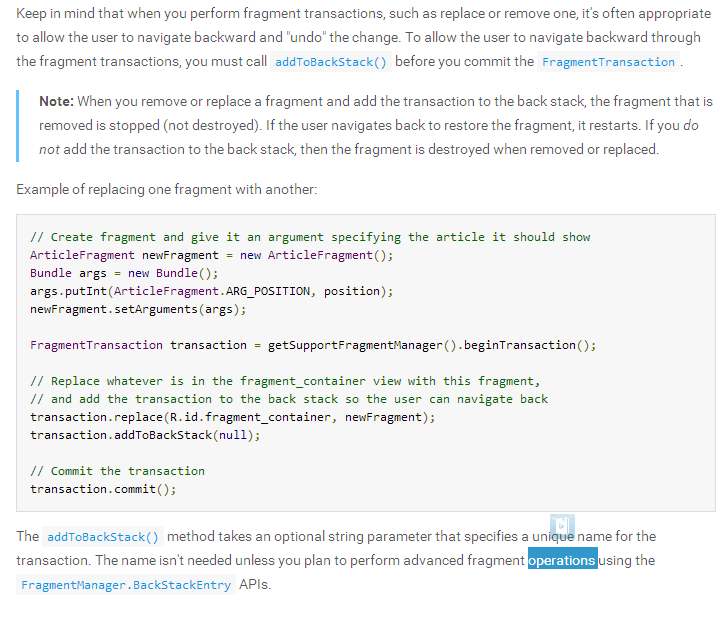 Keep in mind that when you perform fragment transactions, such as replace or remove one, it's often appropriate
to allow the user to navigate backward and "undo" the change. To allow the user to navigate backward through
the fragment transactions, you must call addToBackStack() before you commit the FragmentTransaction .
Note: When you remove or replace a fragment and add the transaction to the back stack, the fragment that is
removed is stopped (not destroyed). If the user navigates back to restore the fragment, it restarts. If you do
not add the transaction to the back stack, then the fragment is destroyed when removed or replaced.
Example of replacing one fragment with another:
// Create fragment and give it an argument specifying the article it should show
ArticleFragment newFragment = new ArticleFragment();
Bundle args = new Bundle();
args.putInt(ArticleFragment.ARG_POSITION, position);
newFragment.setArguments(args);
FragmentTransaction transaction = getSupportFragmentManager().beginTransaction();
// Replace whatever is in the fragment_container view with this fragment,
// and add the transaction to the back stack so the user can navigate back
transaction.replace(R.id.fragment_container, newFragment);
transaction.addToBackStack(null);
// Commit the transaction
transaction.commit();
The addToBackStack() method takes an optional string parameter that specifies a unique name for the
transaction. The name isn't needed unless you plan to perform advanced fragment operations using the
FragmentManager.BackStackEntry APIs.